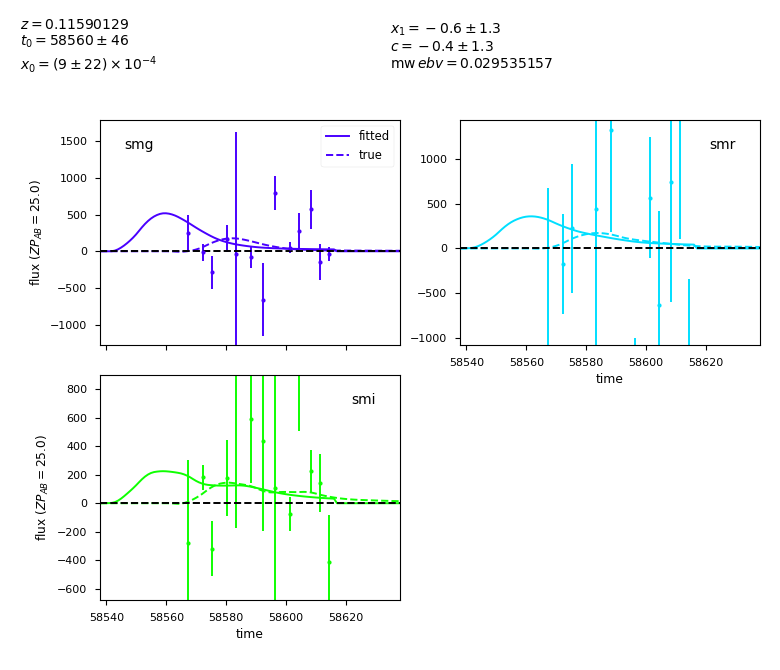 z = 0.11590129
t₀ = 58560 ± 46
x₀ = (9 ± 22) × 10⁻⁴
x₁ = −0.6 ± 1.3
c = −0.4 ± 1.3
mw ebv = 0.029535157
smg
fitted
true
1500
1000
500
0
−500
−1000
flux (ZP_AB = 25.0)
smr
1000
500
0
−500
−1000
58540 58560 58580 58600 58620
time
smi
800
600
400
200
0
−200
−400
−600
flux (ZP_AB = 25.0)
58540 58560 58580 58600 58620
time